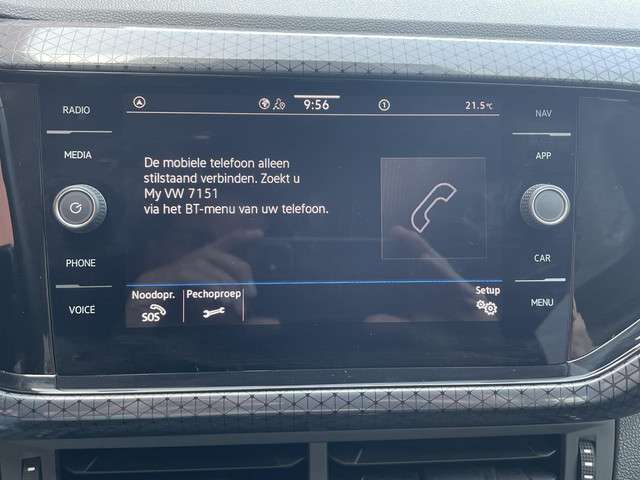 RADIO
MEDIA
PHONE
VOICE
9:56
1
21.5°C
De mobiele telefoon alleen
stilstaand verbinden. Zoekt u
My VW 7151
via het BT-menu van uw telefoon.
Noodopr.
SOS
Pechoproep
Setup
NAV
APP
CAR
MENU